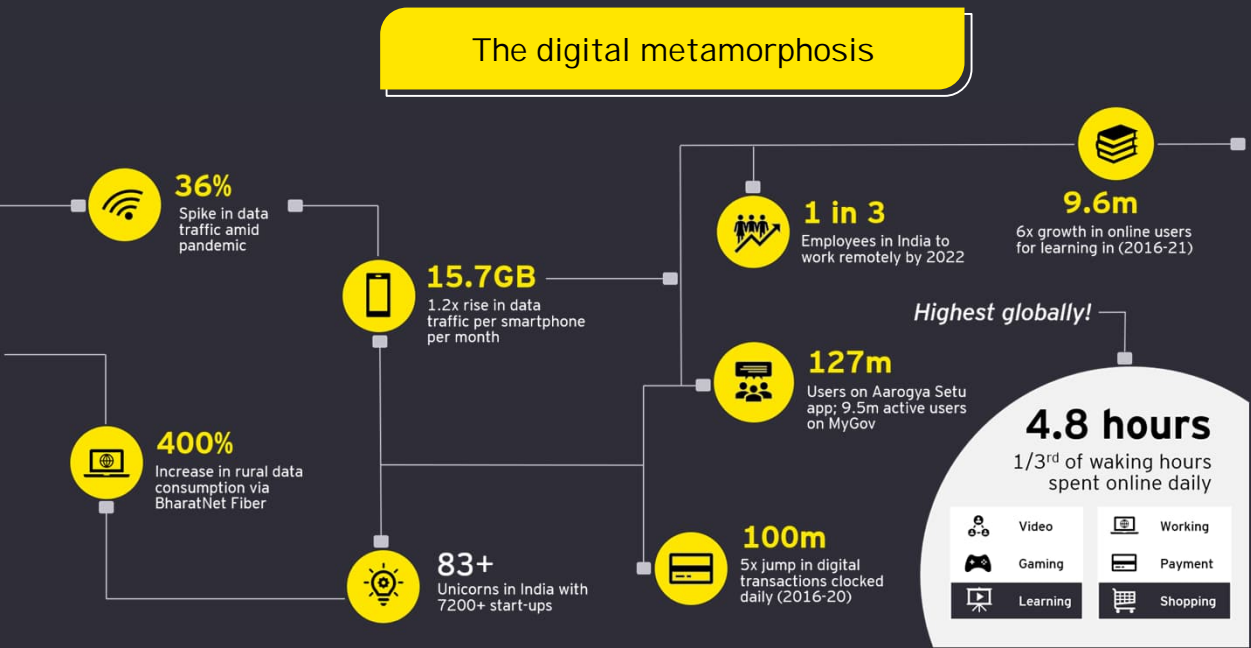 The digital metamorphosis
36%
Spike in data
traffic amid
pandemic
15.7GB
1.2x rise in data
traffic per smartphone
per month
400%
Increase in rural data
consumption via
BharatNet Fiber
83+
Unicorns in India with
7200+ start-ups
1 in 3
Employees in India to
work remotely by 2022
9.6m
6x growth in online users
for learning in (2016-21)
127m
Users on Aarogya Setu
app; 9.5m active users
on MyGov
100m
5x jump in digital
transactions clocked
daily (2016-20)
Highest globally!
4.8 hours
1/3rd of waking hours
spent online daily
Video
Working
Gaming
Payment
Learning
Shopping